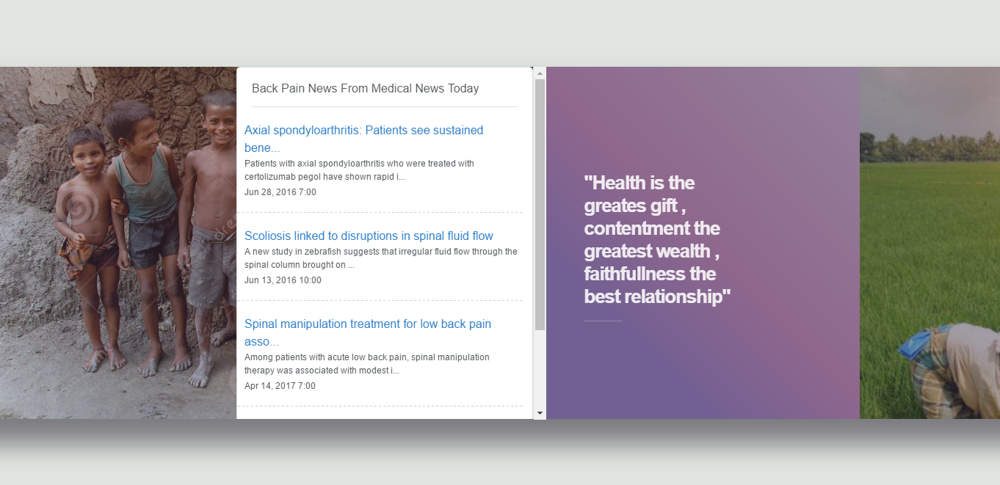 Back Pain News From Medical News Today
Axial spondyloarthritis: Patients see sustained
bene...
Patients with axial spondyloarthritis who were treated with
certolizumab pegol have shown rapid i...
Jun 28, 2016 7:00
Scoliosis linked to disruptions in spinal fluid flow
A new study in zebrafish suggests that irregular fluid flow through the
spinal column brought on ...
Jun 13, 2016 10:00
Spinal manipulation treatment for low back pain
asso...
Among patients with acute low back pain, spinal manipulation
therapy was associated with modest i...
Apr 14, 2017 7:00
"Health is the
greates gift ,
contentment the
greatest wealth ,
faithfullness the
best relationship"